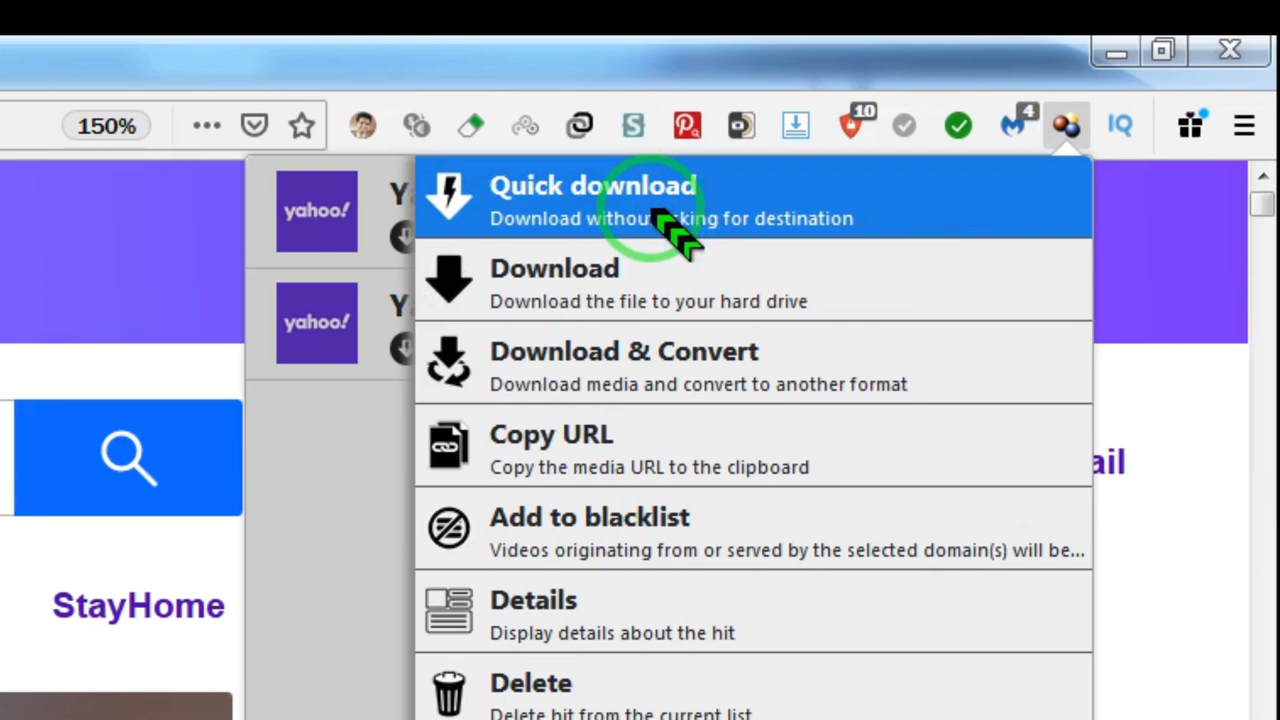 150%
10
4
IQ
yahoo!
Y
Quick download
Download without for destination
yahoo!
Y
Download
Download the file to your hard drive
Download & Convert
Download media and convert to another format
Copy URL
Copy the media URL to the clipboard
ail
Add to blacklist
Videos originating from or served by the selected domain(s) will be...
StayHome
Details
Display details about the hit
Delete
Delete hit from the current list